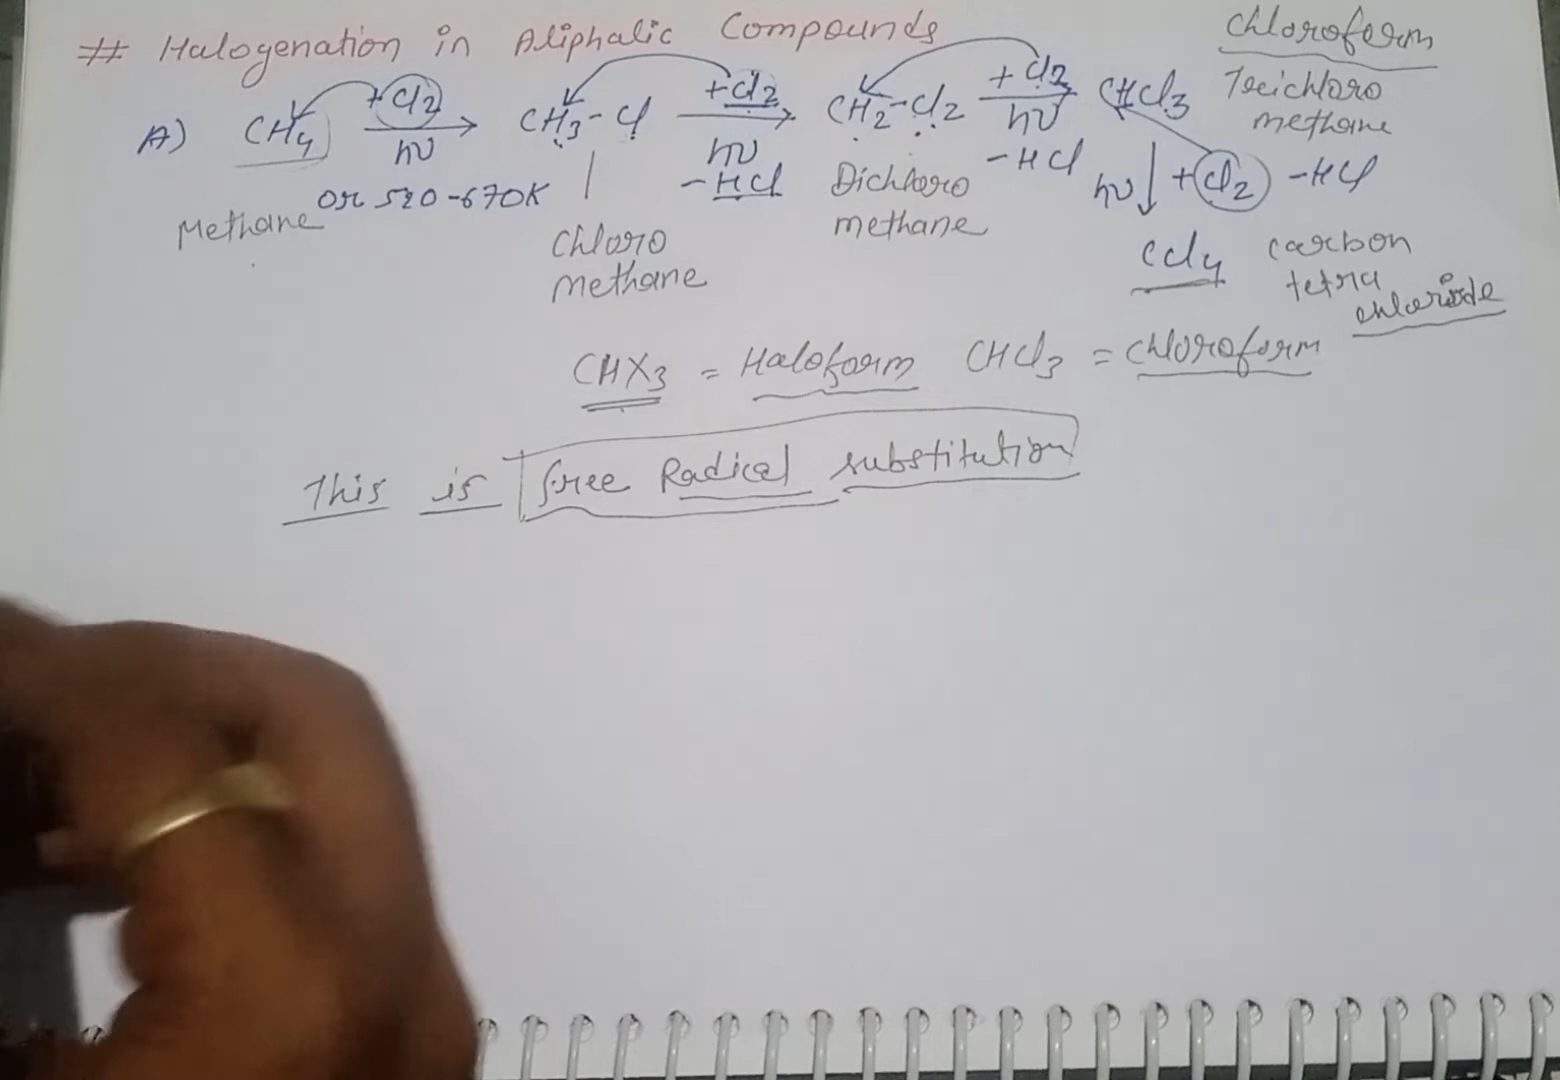 # Halogenation in Aliphalic Compounds
A) CH4 +Cl2 hν CH3-Cl +Cl2 hν -HCl CH2-Cl2 +Cl2 hν -HCl CHCl3
or 520-670K
Methane
Chloro
methane
Dichloro
methane
Chloroform
Trichloro
methane
hν +Cl2 -HCl
CCl4 carbon
tetra
chloride
CHX3 = Haloform CHCl3 = Chloroform
This is free Radical substitution